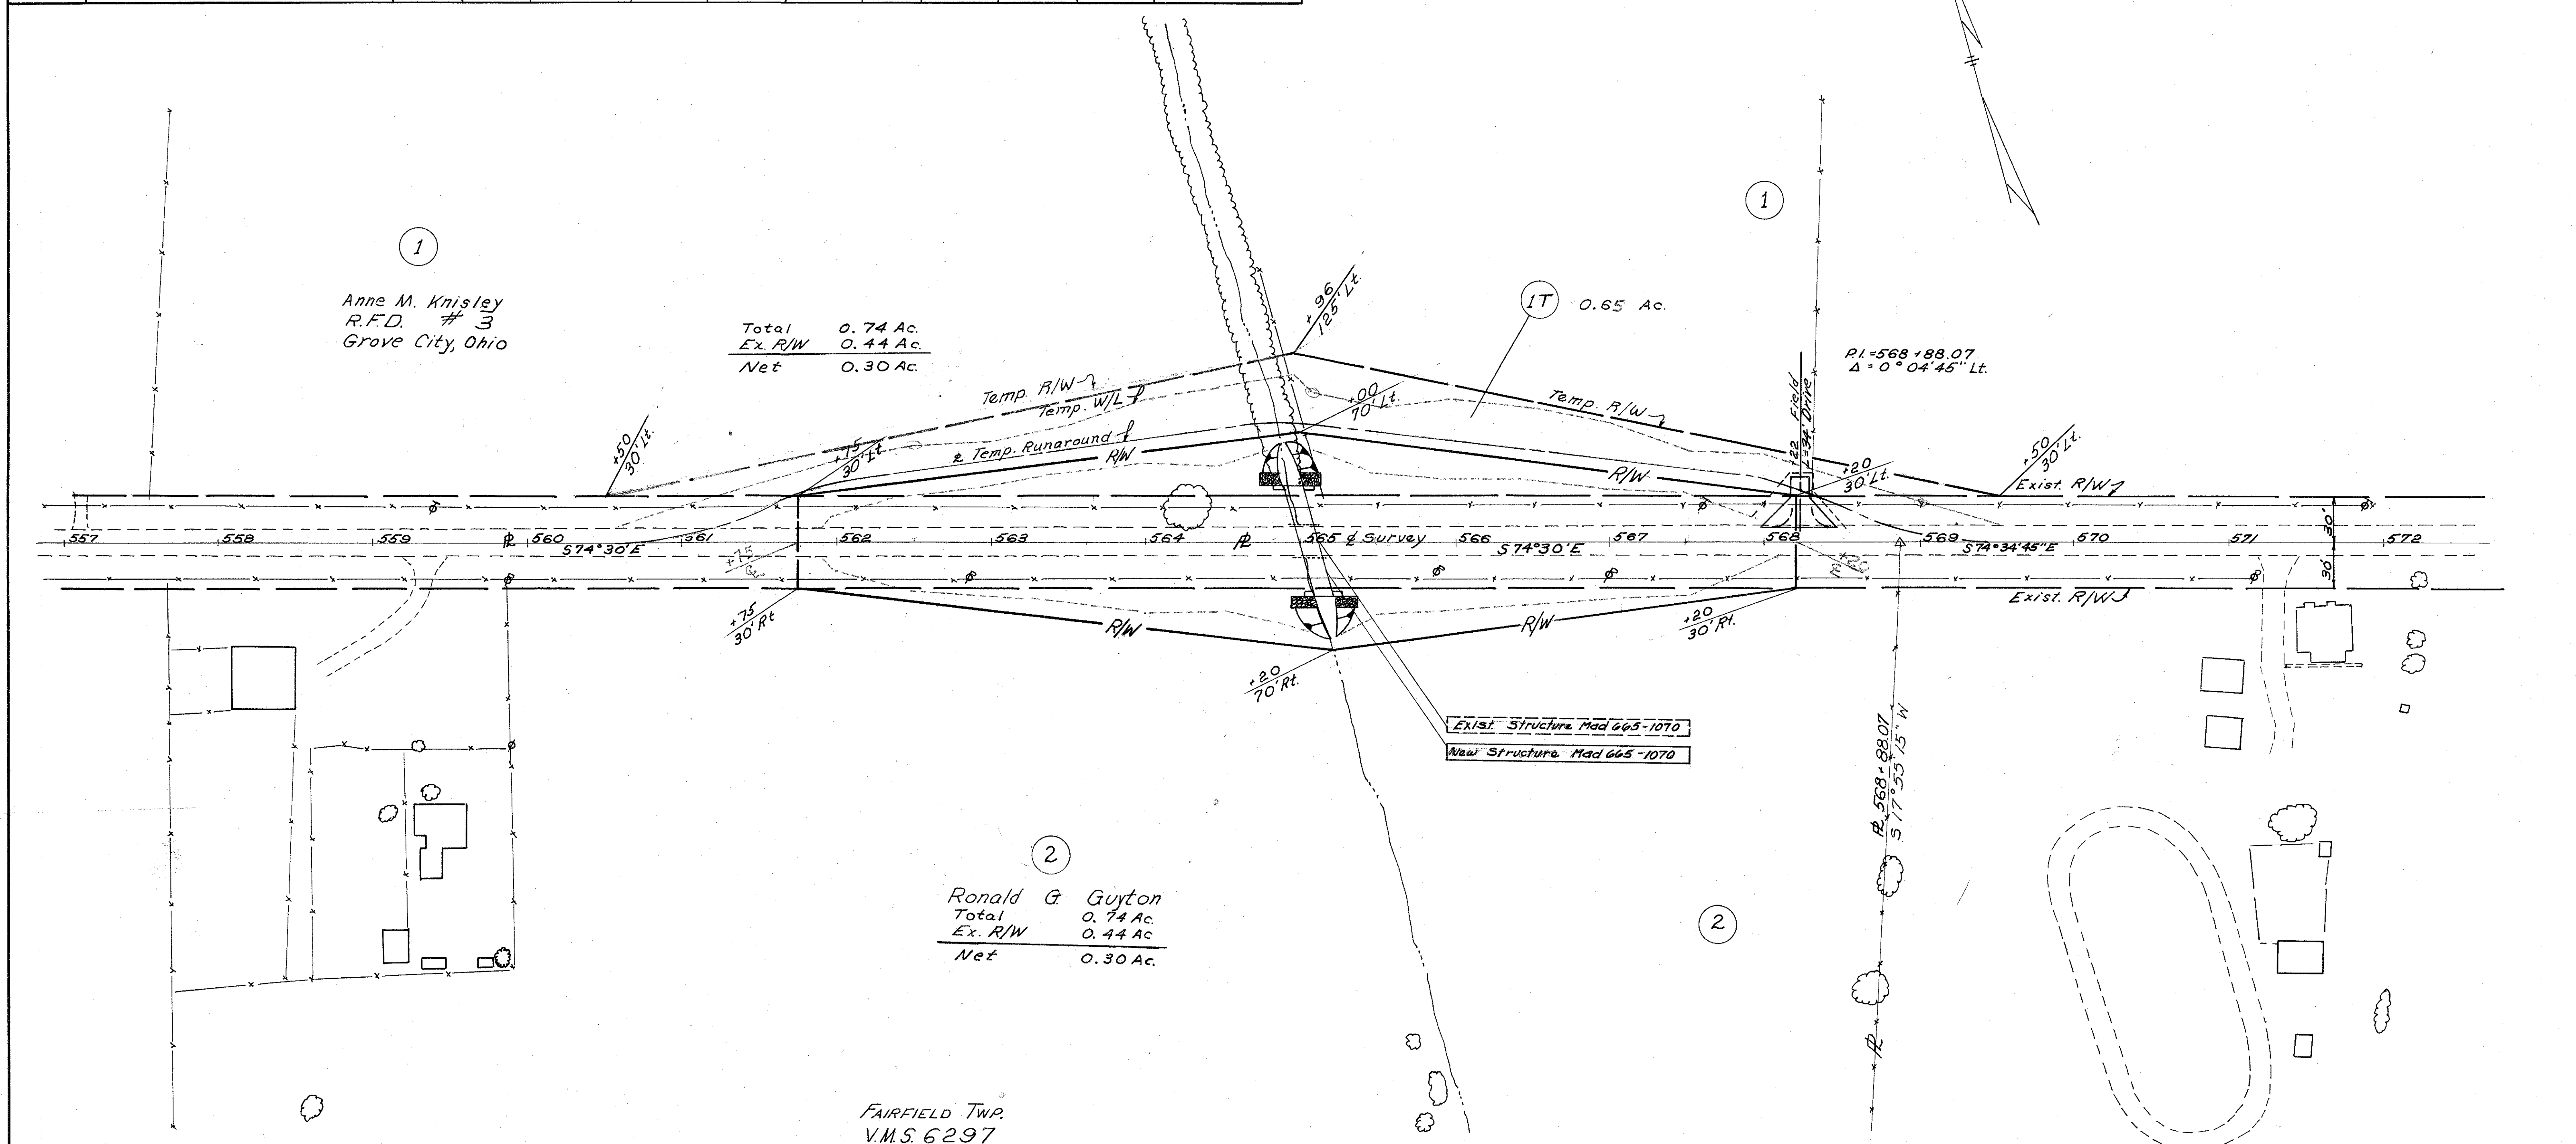 1
Anne M. Knisley
R.F.D. # 3
Grove City, Ohio
Total 0.74 Ac.
Ex. R/W 0.44 Ac.
Net 0.30 Ac.
1
1T 0.65 Ac.
P.I. = 568 + 88.07
Δ = 0° 04' 45" Lt.
+96
125' Lt.
+00
70' Lt.
Temp. R/W
Temp. W/L
Temp. R/W
+50
30' Lt.
+75
30' Lt
℄ Temp. Runaround
R/W
R/W
+22 Field
L=34' Drive
+20
30' Lt.
+50
30' Lt.
Exist. R/W
557 558 559 560 561 562 563 564 565 ℄ Survey 566 567 568 569 570 571 572
S 74° 30' E
S 74° 30' E
S 74° 34' 45" E
30'
30'
+75
℄
+20
℄
+75
30' Rt
R/W
R/W
+20
70' Rt.
+20
30' Rt.
Exist. R/W
Exist. Structure Mad 665-1070
New Structure Mad 665-1070
PL 568 + 88.07
S 17° 55' 15" W
PL
2
Ronald G. Guyton
Total 0.74 Ac.
Ex. R/W 0.44 Ac
Net 0.30 Ac.
2
FAIRFIELD TWP.
V.M.S. 6297